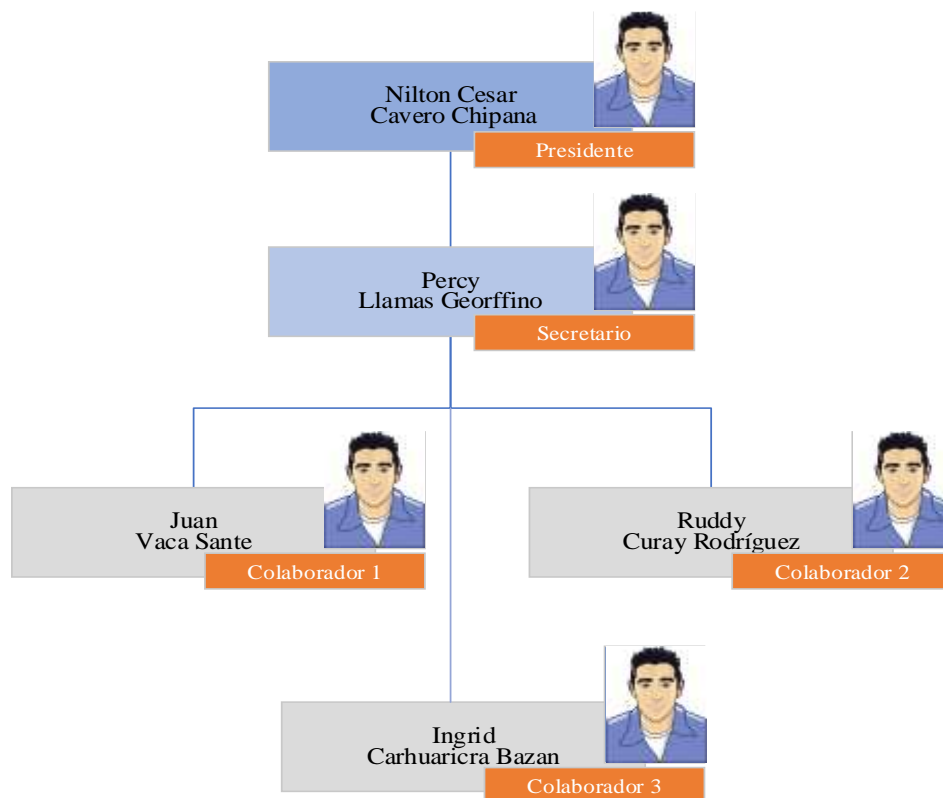 Nilton Cesar
Cavero Chipana
Presidente
Percy
Llamas Georffino
Secretario
Juan
Vaca Sante
Colaborador 1
Ruddy
Curay Rodríguez
Colaborador 2
Ingrid
Carhuaricra Bazan
Colaborador 3